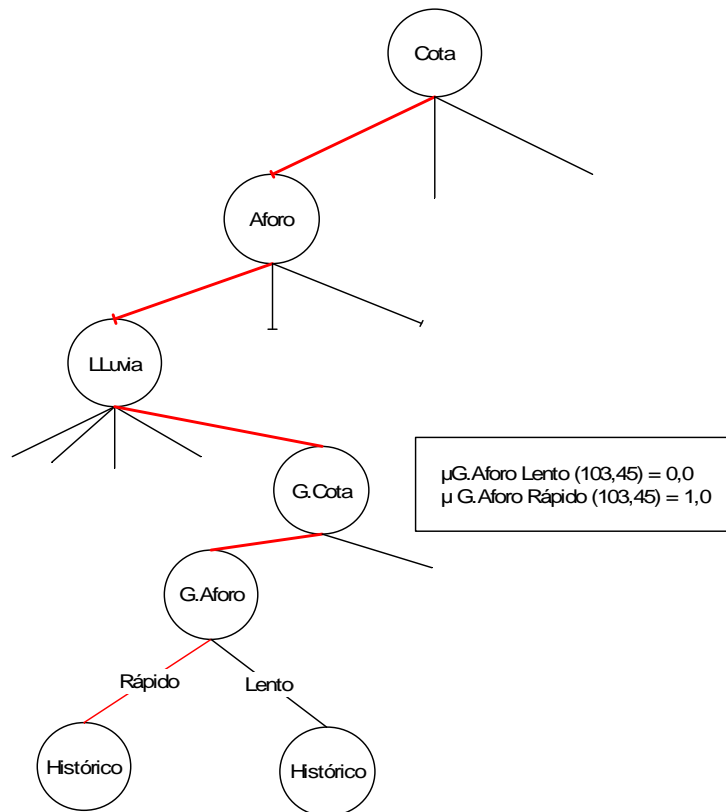 Cota
Aforo
LLuvia
G.Cota
µG.Aforo Lento (103,45) = 0,0
µ G.Aforo Rápido (103,45) = 1,0
G.Aforo
Rápido
Lento
Histórico
Histórico